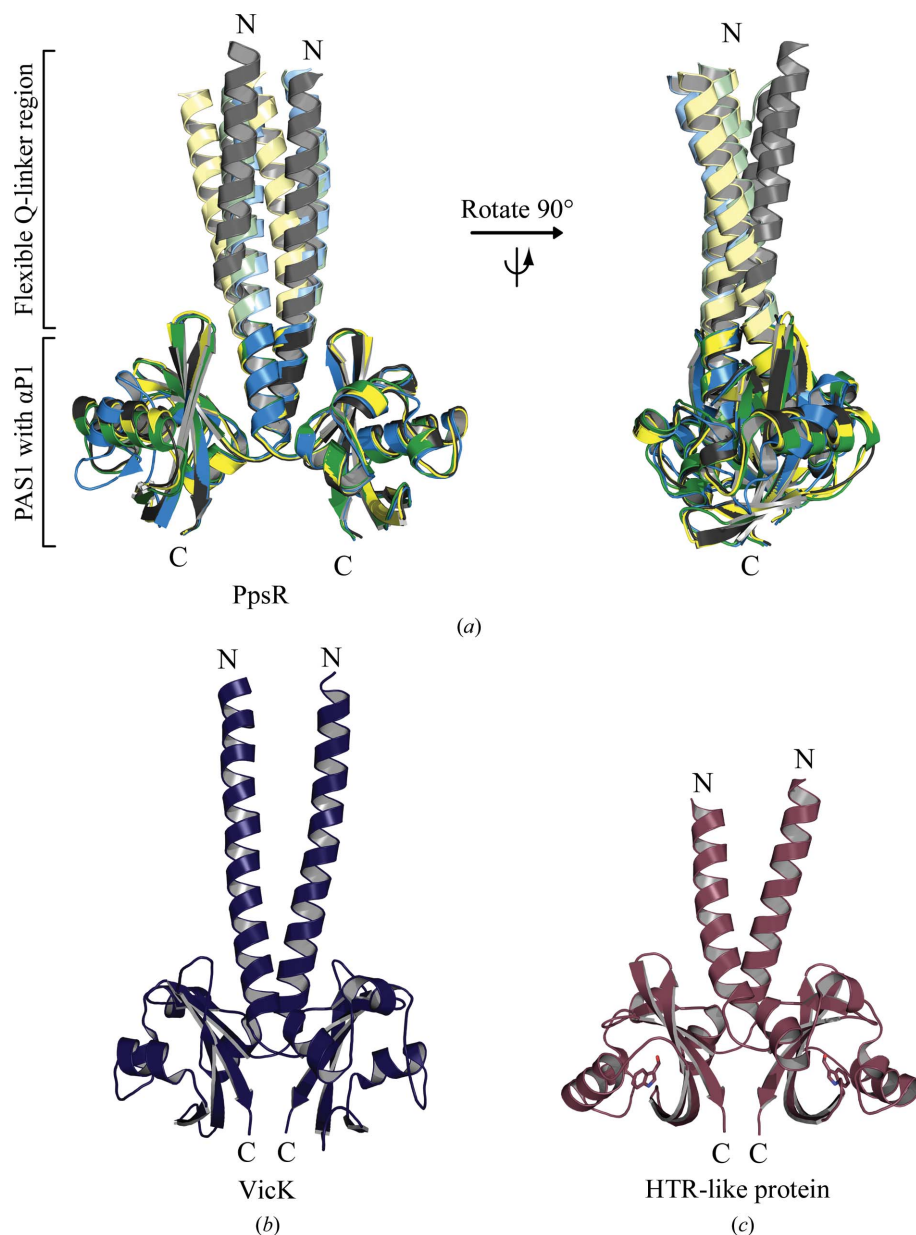 N
N
N
Flexible Q-linker region
Rotate 90°
PAS1 with αP1
C
C
C
PpsR
(a)
N
N
N
N
C C
C C
VicK
HTR-like protein
(b)
(c)